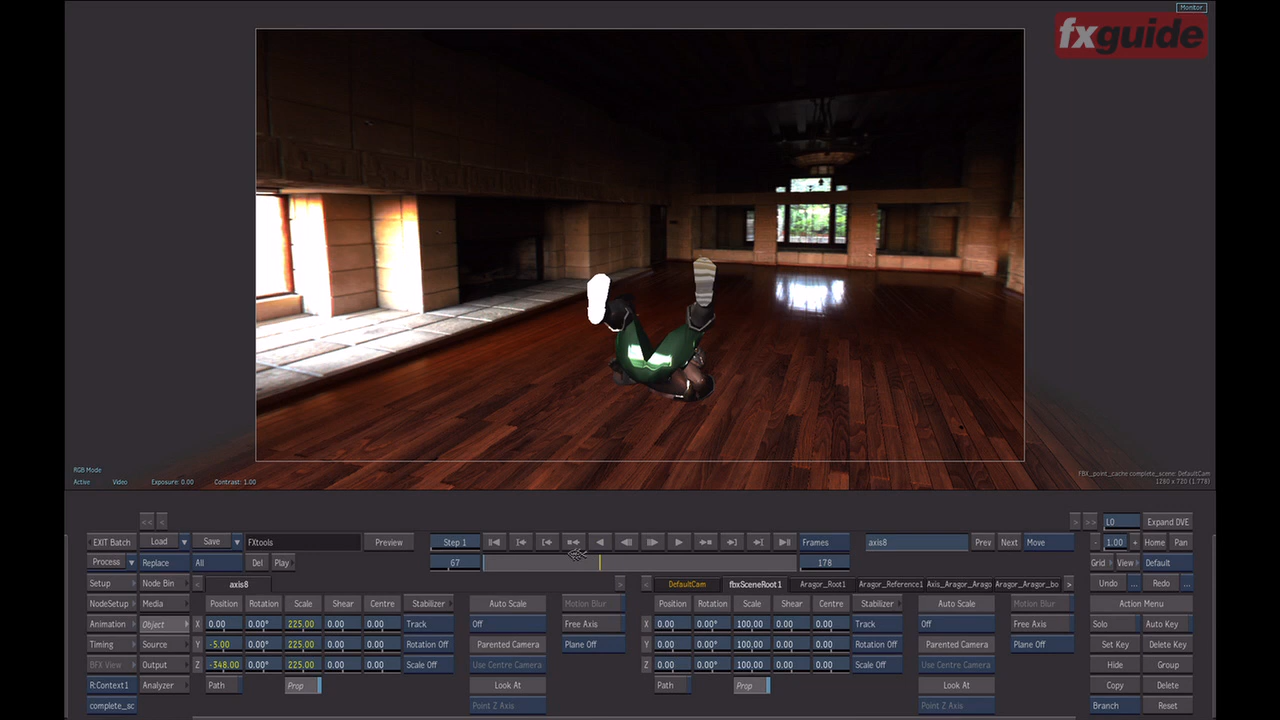 Monitor
fxguide
RGB Mode
Active Video Exposure: 0.00 Contrast: 1.00
FBX_point_cache complete_scene: DefaultCam
1280 x 720 (1.778)
<< < > >> L0 Expand DVE
EXIT Batch Load Save FXtools Preview Step 1 Frames axis8 Prev Next Move - 1.00 + Home Pan
Process Replace All Del Play 67 178 Grid View Default
Setup Node Bin < axis8 > < DefaultCam fbxSceneRoot1 Aragor_Root1 Aragor_Reference1 Axis_Aragor_Arago Aragor_Aragor_bo > Undo ... Redo ...
NodeSetup Media Position Rotation Scale Shear Centre Stabilizer Auto Scale Motion Blur Position Rotation Scale Shear Centre Stabilizer Auto Scale Motion Blur Action Menu
Animation Object X 0.00 0.00° 225.00 0.00 0.00 Track Off Free Axis X 0.00 0.00° 100.00 0.00 0.00 Track Off Free Axis Solo Auto Key
Timing Source Y -5.00 0.00° 225.00 0.00 0.00 Rotation Off Parented Camera Plane Off Y 0.00 0.00° 100.00 0.00 0.00 Rotation Off Parented Camera Plane Off Set Key Delete Key
BFX View Output Z -348.00 0.00° 225.00 0.00 0.00 Scale Off Use Centre Camera Z 0.00 0.00° 100.00 0.00 0.00 Scale Off Use Centre Camera Hide Group
R:Context1 Analyzer Path Prop Look At Path Prop Look At Copy Delete
complete_sc Point Z Axis Point Z Axis Branch Reset